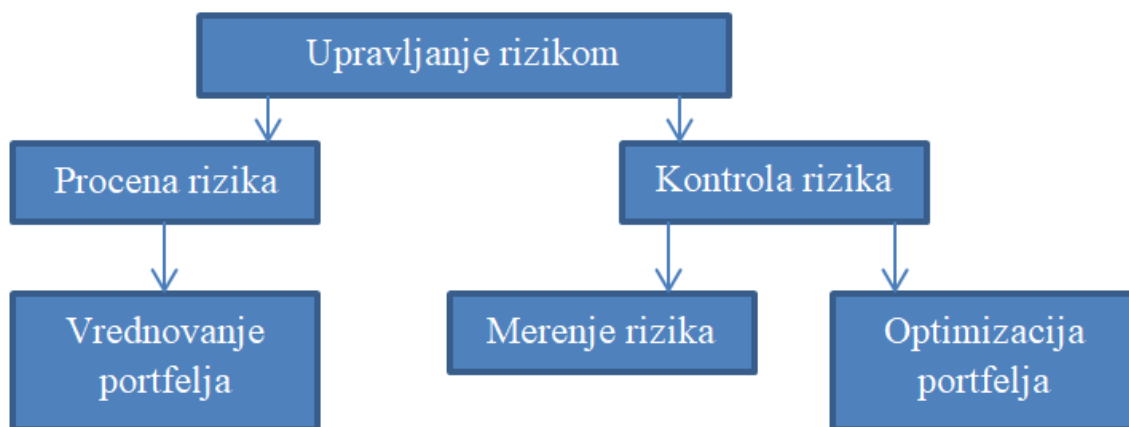 Upravljanje rizikom
Procena rizika
Kontrola rizika
Vrednovanje
portfelja
Merenje rizika
Optimizacija
portfelja